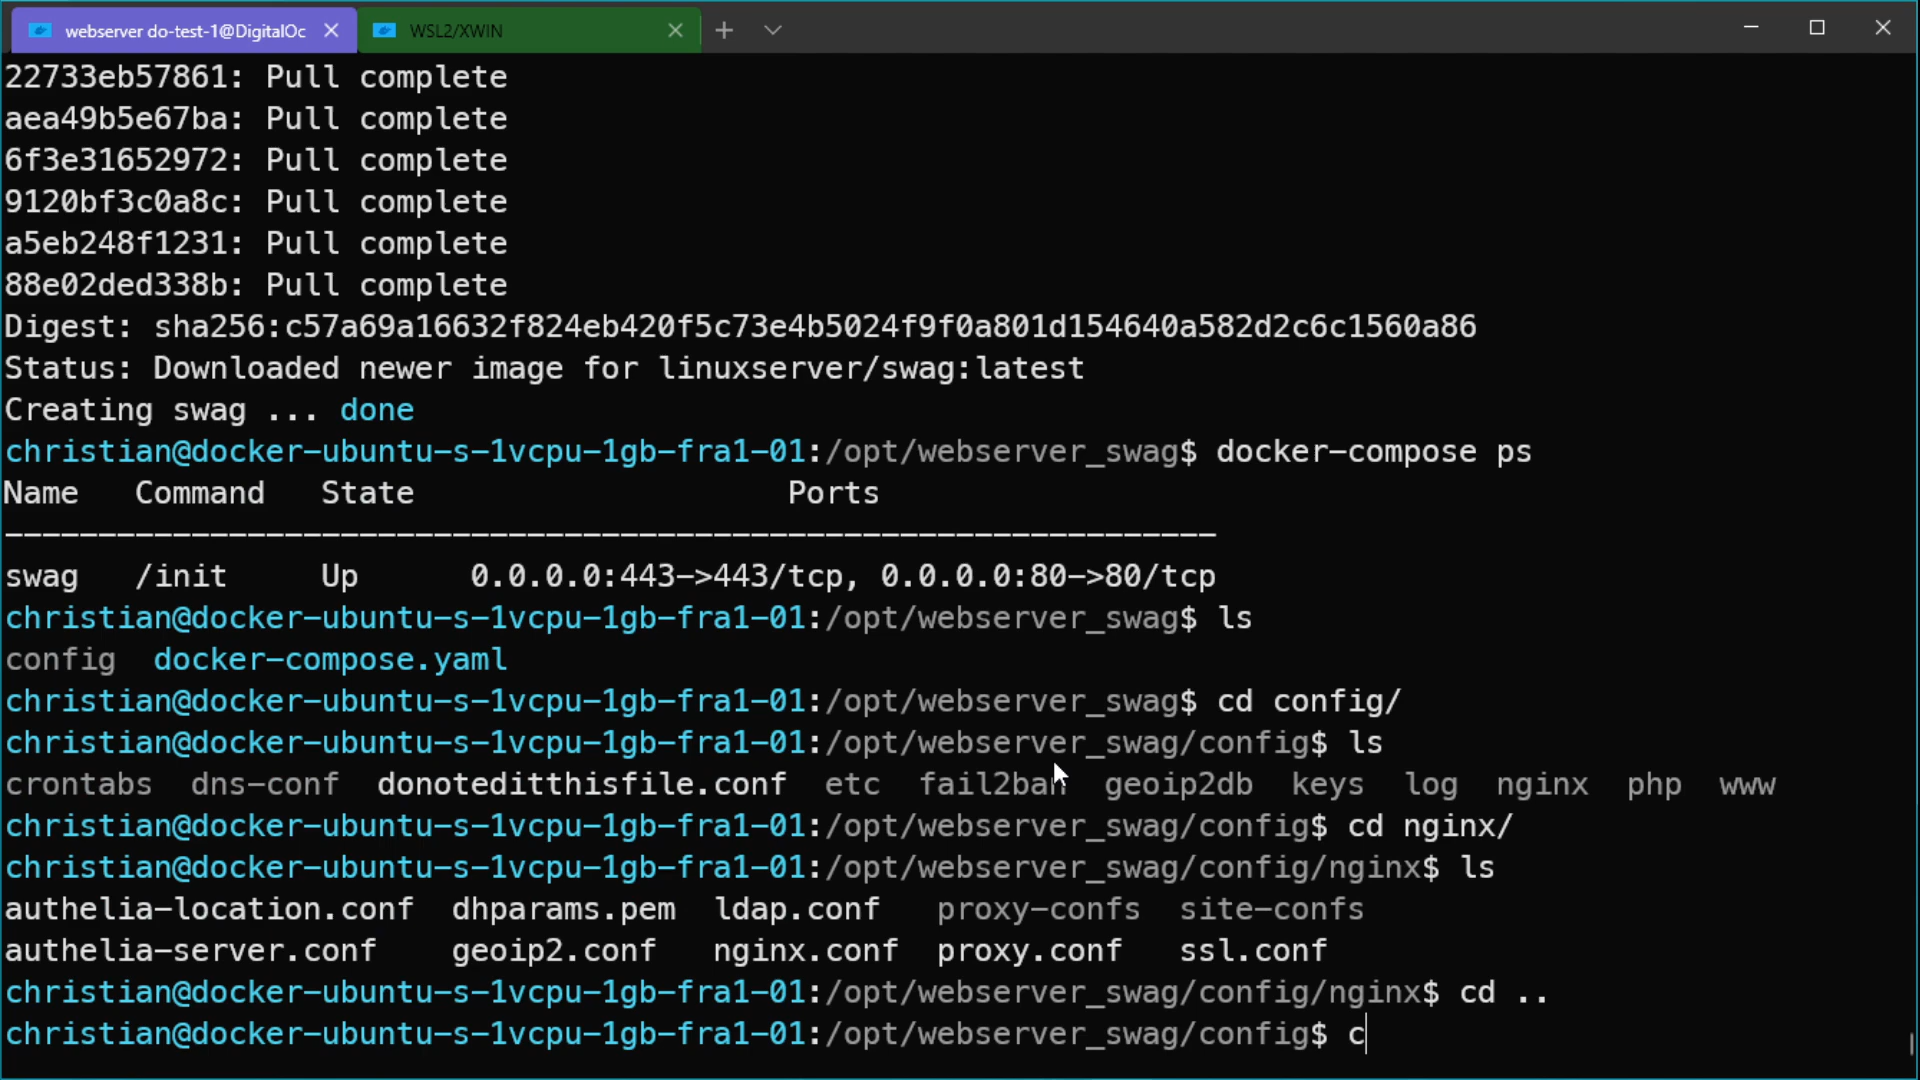 webserver do-test-1@DigitalOc
WSL2/XWIN
22733eb57861: Pull complete
aea49b5e67ba: Pull complete
6f3e31652972: Pull complete
9120bf3c0a8c: Pull complete
a5eb248f1231: Pull complete
88e02ded338b: Pull complete
Digest: sha256:c57a69a16632f824eb420f5c73e4b5024f9f0a801d154640a582d2c6c1560a86
Status: Downloaded newer image for linuxserver/swag:latest
Creating swag ... done
christian@docker-ubuntu-s-1vcpu-1gb-fra1-01:/opt/webserver_swag$ docker-compose ps
Name   Command   State                    Ports
-----------------------------------------------------------------
swag   /init     Up      0.0.0.0:443->443/tcp, 0.0.0.0:80->80/tcp
christian@docker-ubuntu-s-1vcpu-1gb-fra1-01:/opt/webserver_swag$ ls
config  docker-compose.yaml
christian@docker-ubuntu-s-1vcpu-1gb-fra1-01:/opt/webserver_swag$ cd config/
christian@docker-ubuntu-s-1vcpu-1gb-fra1-01:/opt/webserver_swag/config$ ls
crontabs  dns-conf  donoteditthisfile.conf  etc  fail2ban  geoip2db  keys  log  nginx  php  www
christian@docker-ubuntu-s-1vcpu-1gb-fra1-01:/opt/webserver_swag/config$ cd nginx/
christian@docker-ubuntu-s-1vcpu-1gb-fra1-01:/opt/webserver_swag/config/nginx$ ls
authelia-location.conf  dhparams.pem  ldap.conf   proxy-confs  site-confs
authelia-server.conf    geoip2.conf   nginx.conf  proxy.conf   ssl.conf
christian@docker-ubuntu-s-1vcpu-1gb-fra1-01:/opt/webserver_swag/config/nginx$ cd ..
christian@docker-ubuntu-s-1vcpu-1gb-fra1-01:/opt/webserver_swag/config$ c